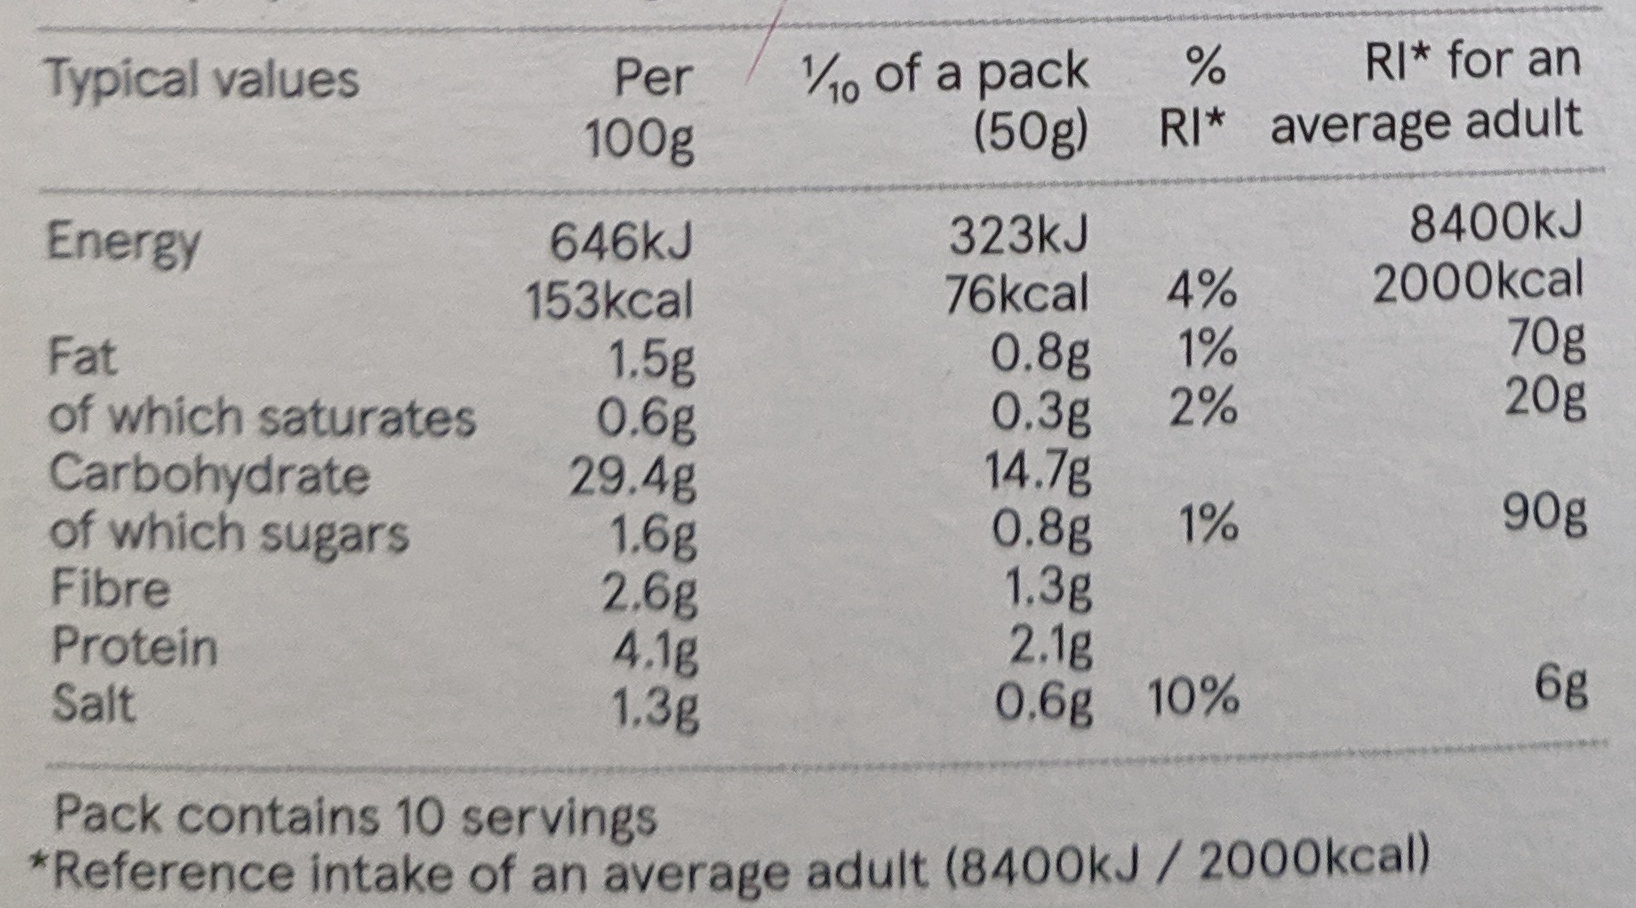 Typical values Per 1/10 of a pack % RI* for an
100g (50g) RI* average adult
Energy 646kJ 323kJ 8400kJ
153kcal 76kcal 4% 2000kcal
Fat 1.5g 0.8g 1% 70g
of which saturates 0.6g 0.3g 2% 20g
Carbohydrate 29.4g 14.7g
of which sugars 1.6g 0.8g 1% 90g
Fibre 2.6g 1.3g
Protein 4.1g 2.1g
Salt 1.3g 0.6g 10% 6g
Pack contains 10 servings
*Reference intake of an average adult (8400kJ / 2000kcal)